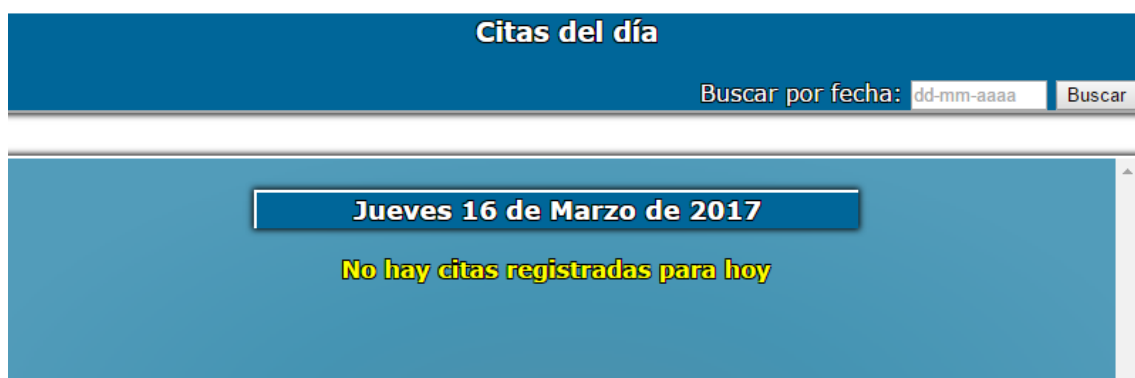 Citas del día
Buscar por fecha: dd-mm-aaaa Buscar
Jueves 16 de Marzo de 2017
No hay citas registradas para hoy